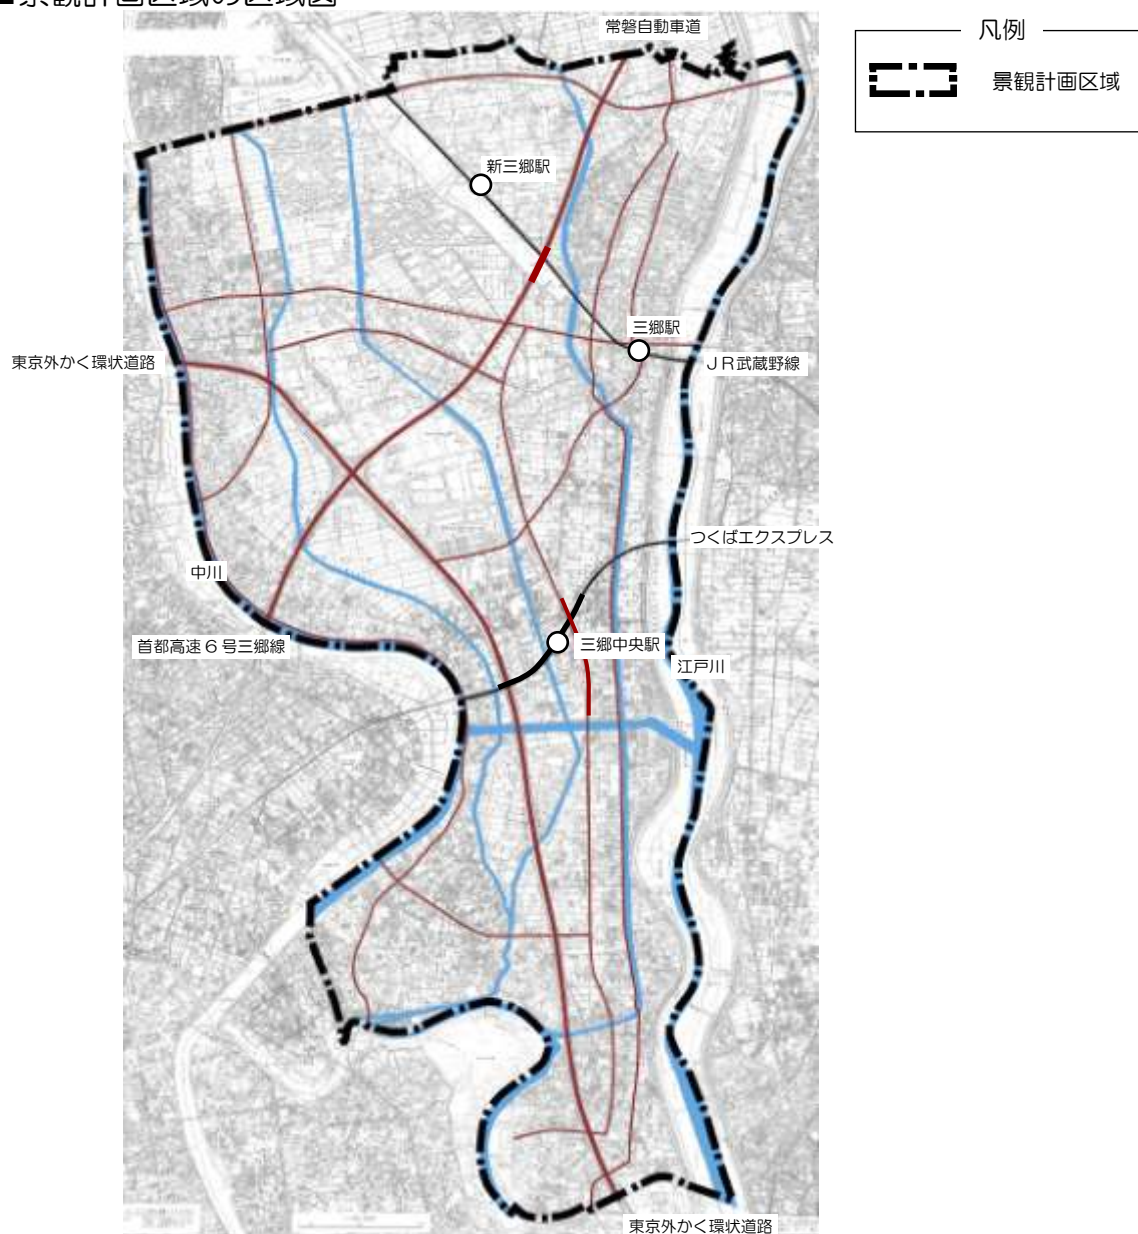 ■景観計画区域の区域図
常磐自動車道
凡例
景観計画区域
新三郷駅
三郷駅
東京外かく環状道路
ＪＲ武蔵野線
つくばエクスプレス
中川
首都高速６号三郷線
三郷中央駅
江戸川
東京外かく環状道路